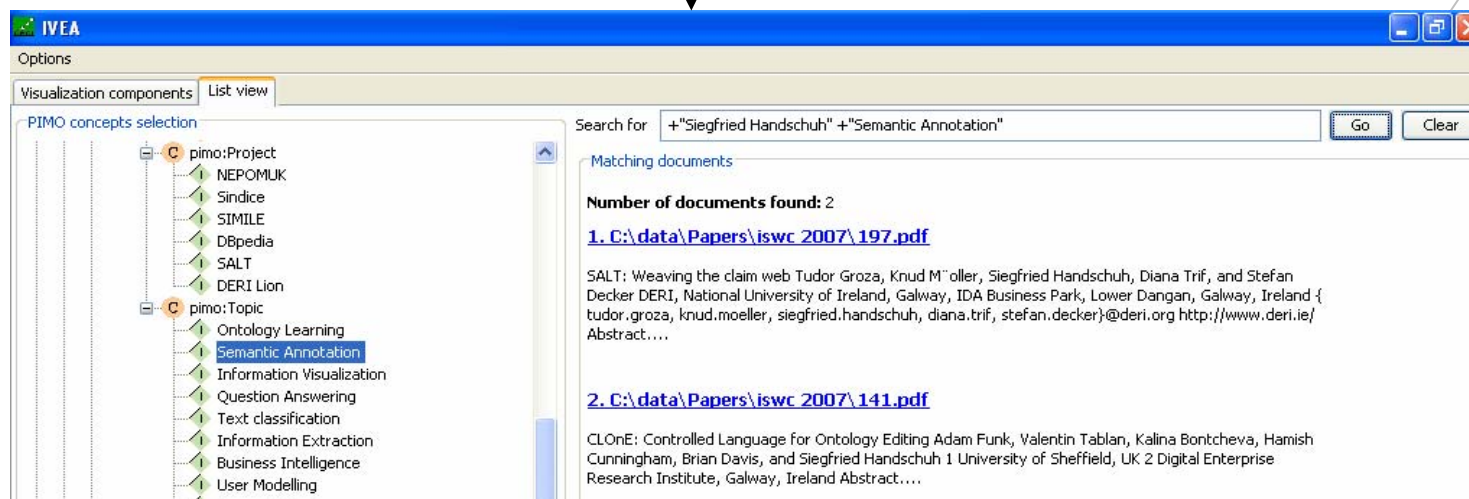 IVEA
Options
Visualization components List view
PIMO concepts selection
pimo:Project
NEPOMUK
Sindice
SIMILE
DBpedia
SALT
DERI Lion
pimo:Topic
Ontology Learning
Semantic Annotation
Information Visualization
Question Answering
Text classification
Information Extraction
Business Intelligence
User Modelling
Search for +"Siegfried Handschuh" +"Semantic Annotation" Go Clear
Matching documents
Number of documents found: 2
1. C:\data\Papers\iswc 2007\197.pdf
SALT: Weaving the claim web Tudor Groza, Knud M¨oller, Siegfried Handschuh, Diana Trif, and Stefan
Decker DERI, National University of Ireland, Galway, IDA Business Park, Lower Dangan, Galway, Ireland {
tudor.groza, knud.moeller, siegfried.handschuh, diana.trif, stefan.decker}@deri.org http://www.deri.ie/
Abstract....
2. C:\data\Papers\iswc 2007\141.pdf
CLOnE: Controlled Language for Ontology Editing Adam Funk, Valentin Tablan, Kalina Bontcheva, Hamish
Cunningham, Brian Davis, and Siegfried Handschuh 1 University of Sheffield, UK 2 Digital Enterprise
Research Institute, Galway, Ireland Abstract....